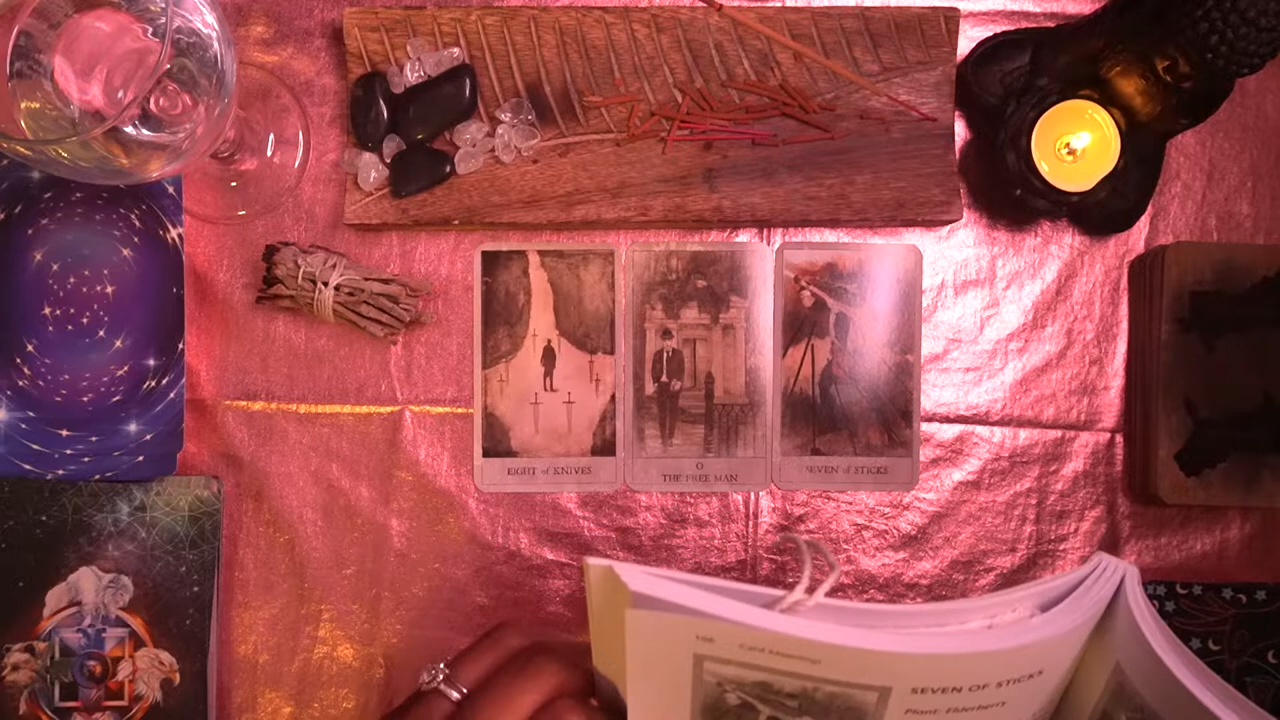 EIGHT of KNIVES
0
THE FREE MAN
SEVEN of STICKS
Card Meanings
SEVEN OF STICKS
Plant: Elderberry